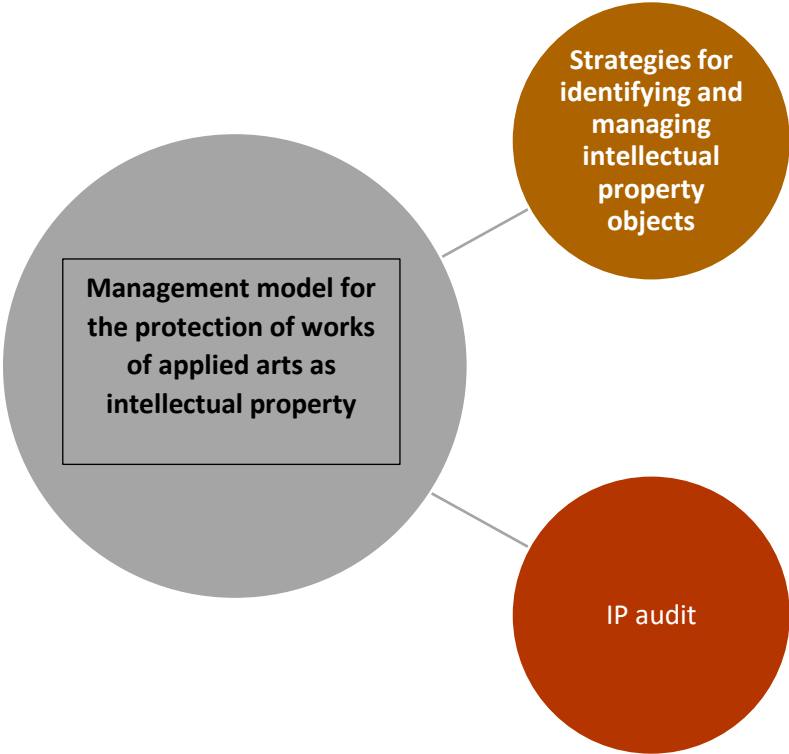 Strategies for
identifying and
managing
intellectual
property
objects
Management model for
the protection of works
of applied arts as
intellectual property
IP audit